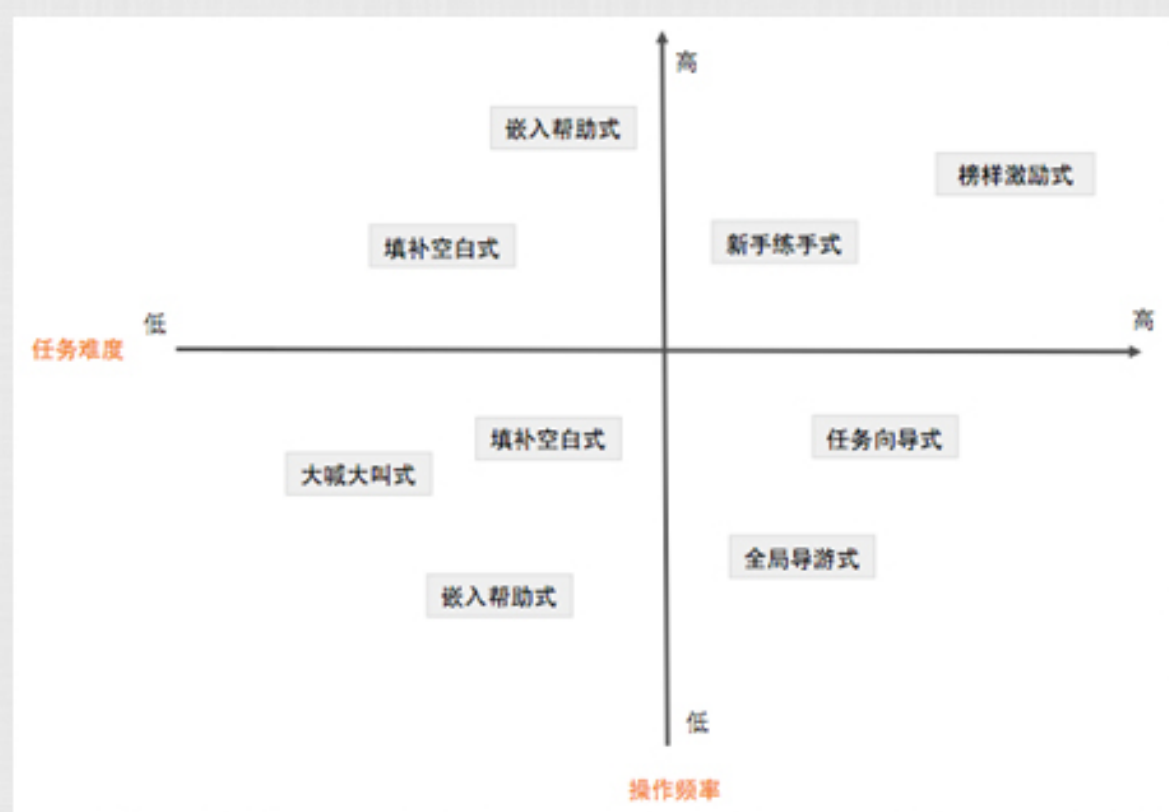 高
嵌入帮助式
榜样激励式
填补空白式
新手练手式
低
高
任务难度
填补空白式
任务向导式
大喊大叫式
全局导游式
嵌入帮助式
低
操作频率